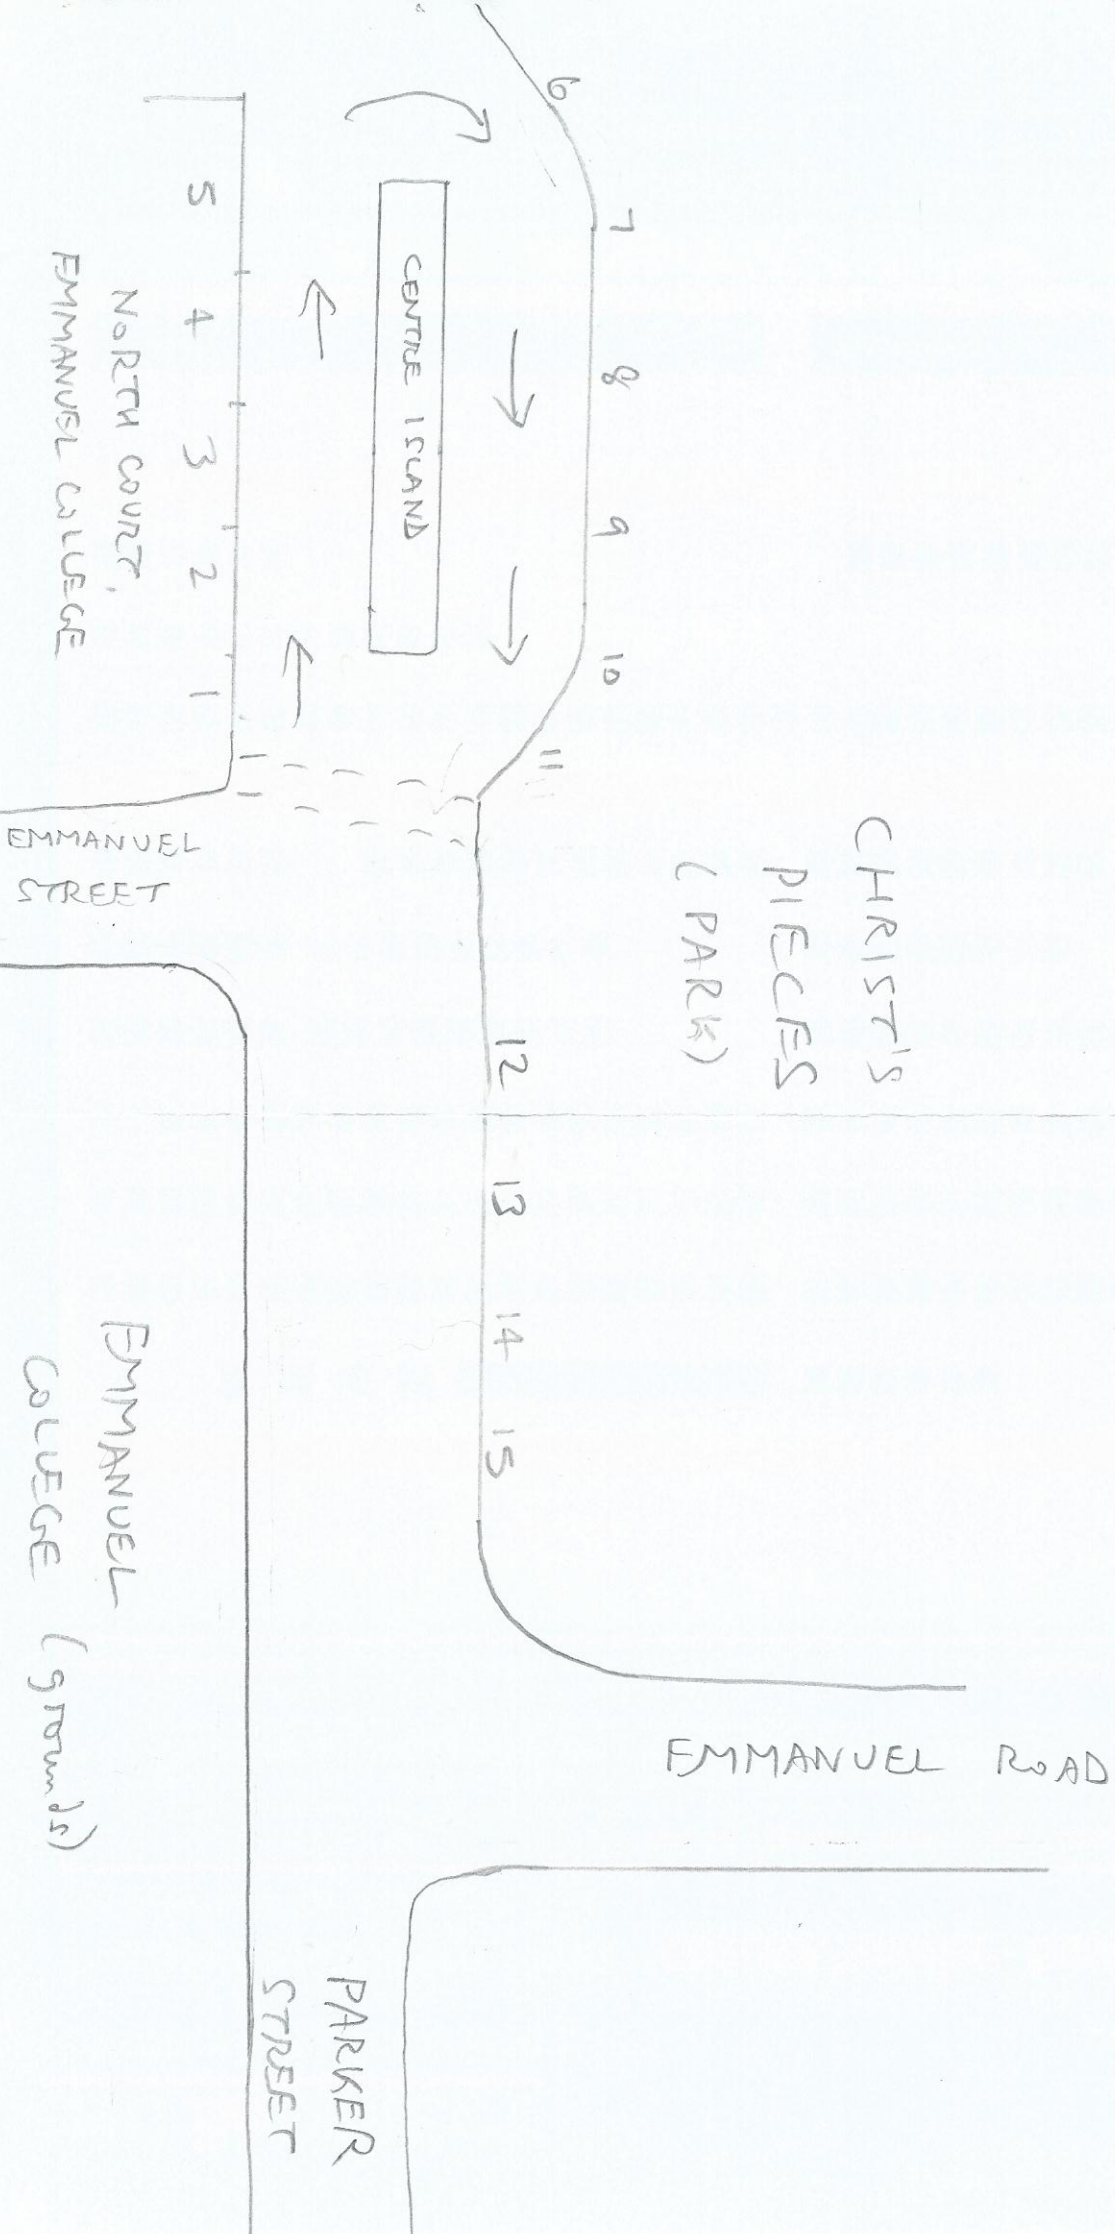 6
7
8
9
10
11
12
13
14
15
5
4
3
2
1
CENTRE ISLAND
NORTH COURT,
EMMANUEL COLLEGE
CHRIST'S
PIECES
(PARK)
EMMANUEL
STREET
EMMANUEL
COLLEGE (grounds)
EMMANUEL ROAD
PARKER
STREET